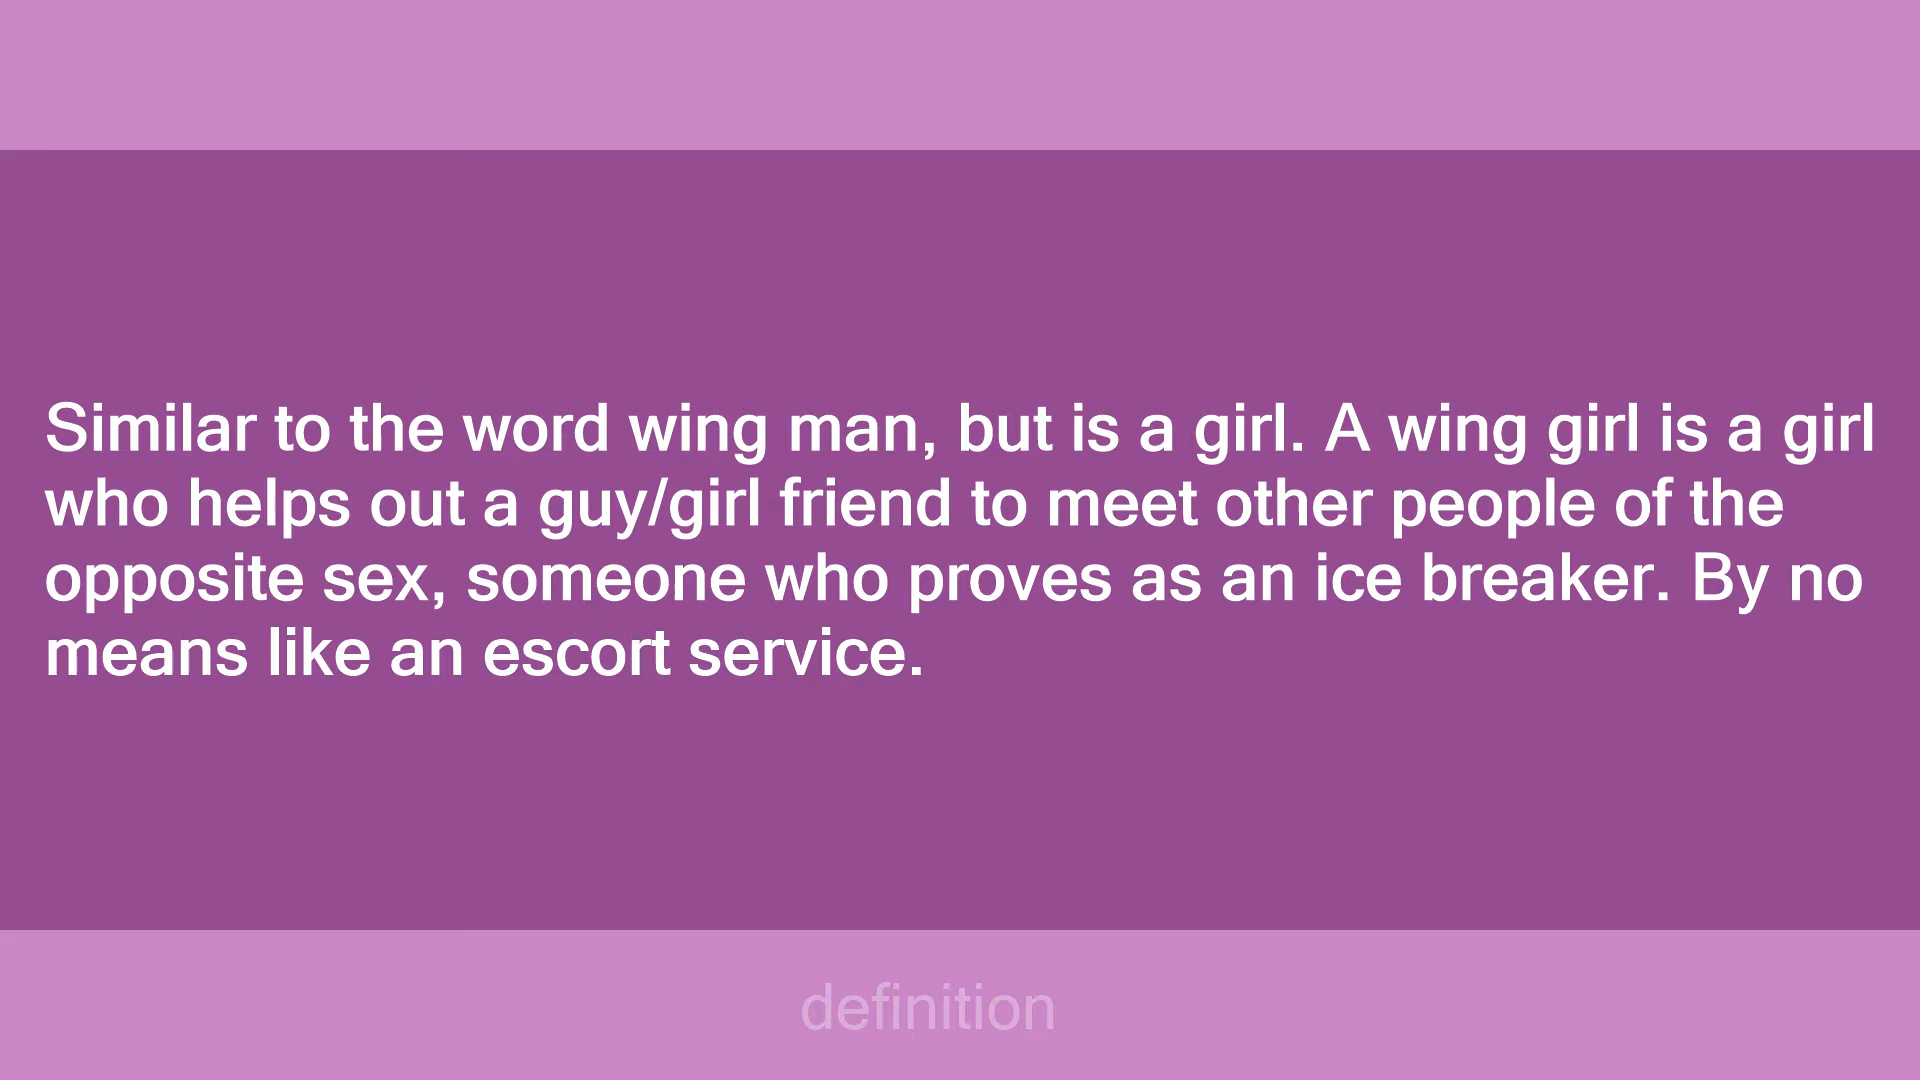 Similar to the word wing man, but is a girl. A wing girl is a girl
who helps out a guy/girl friend to meet other people of the
opposite sex, someone who proves as an ice breaker. By no
means like an escort service.
definition